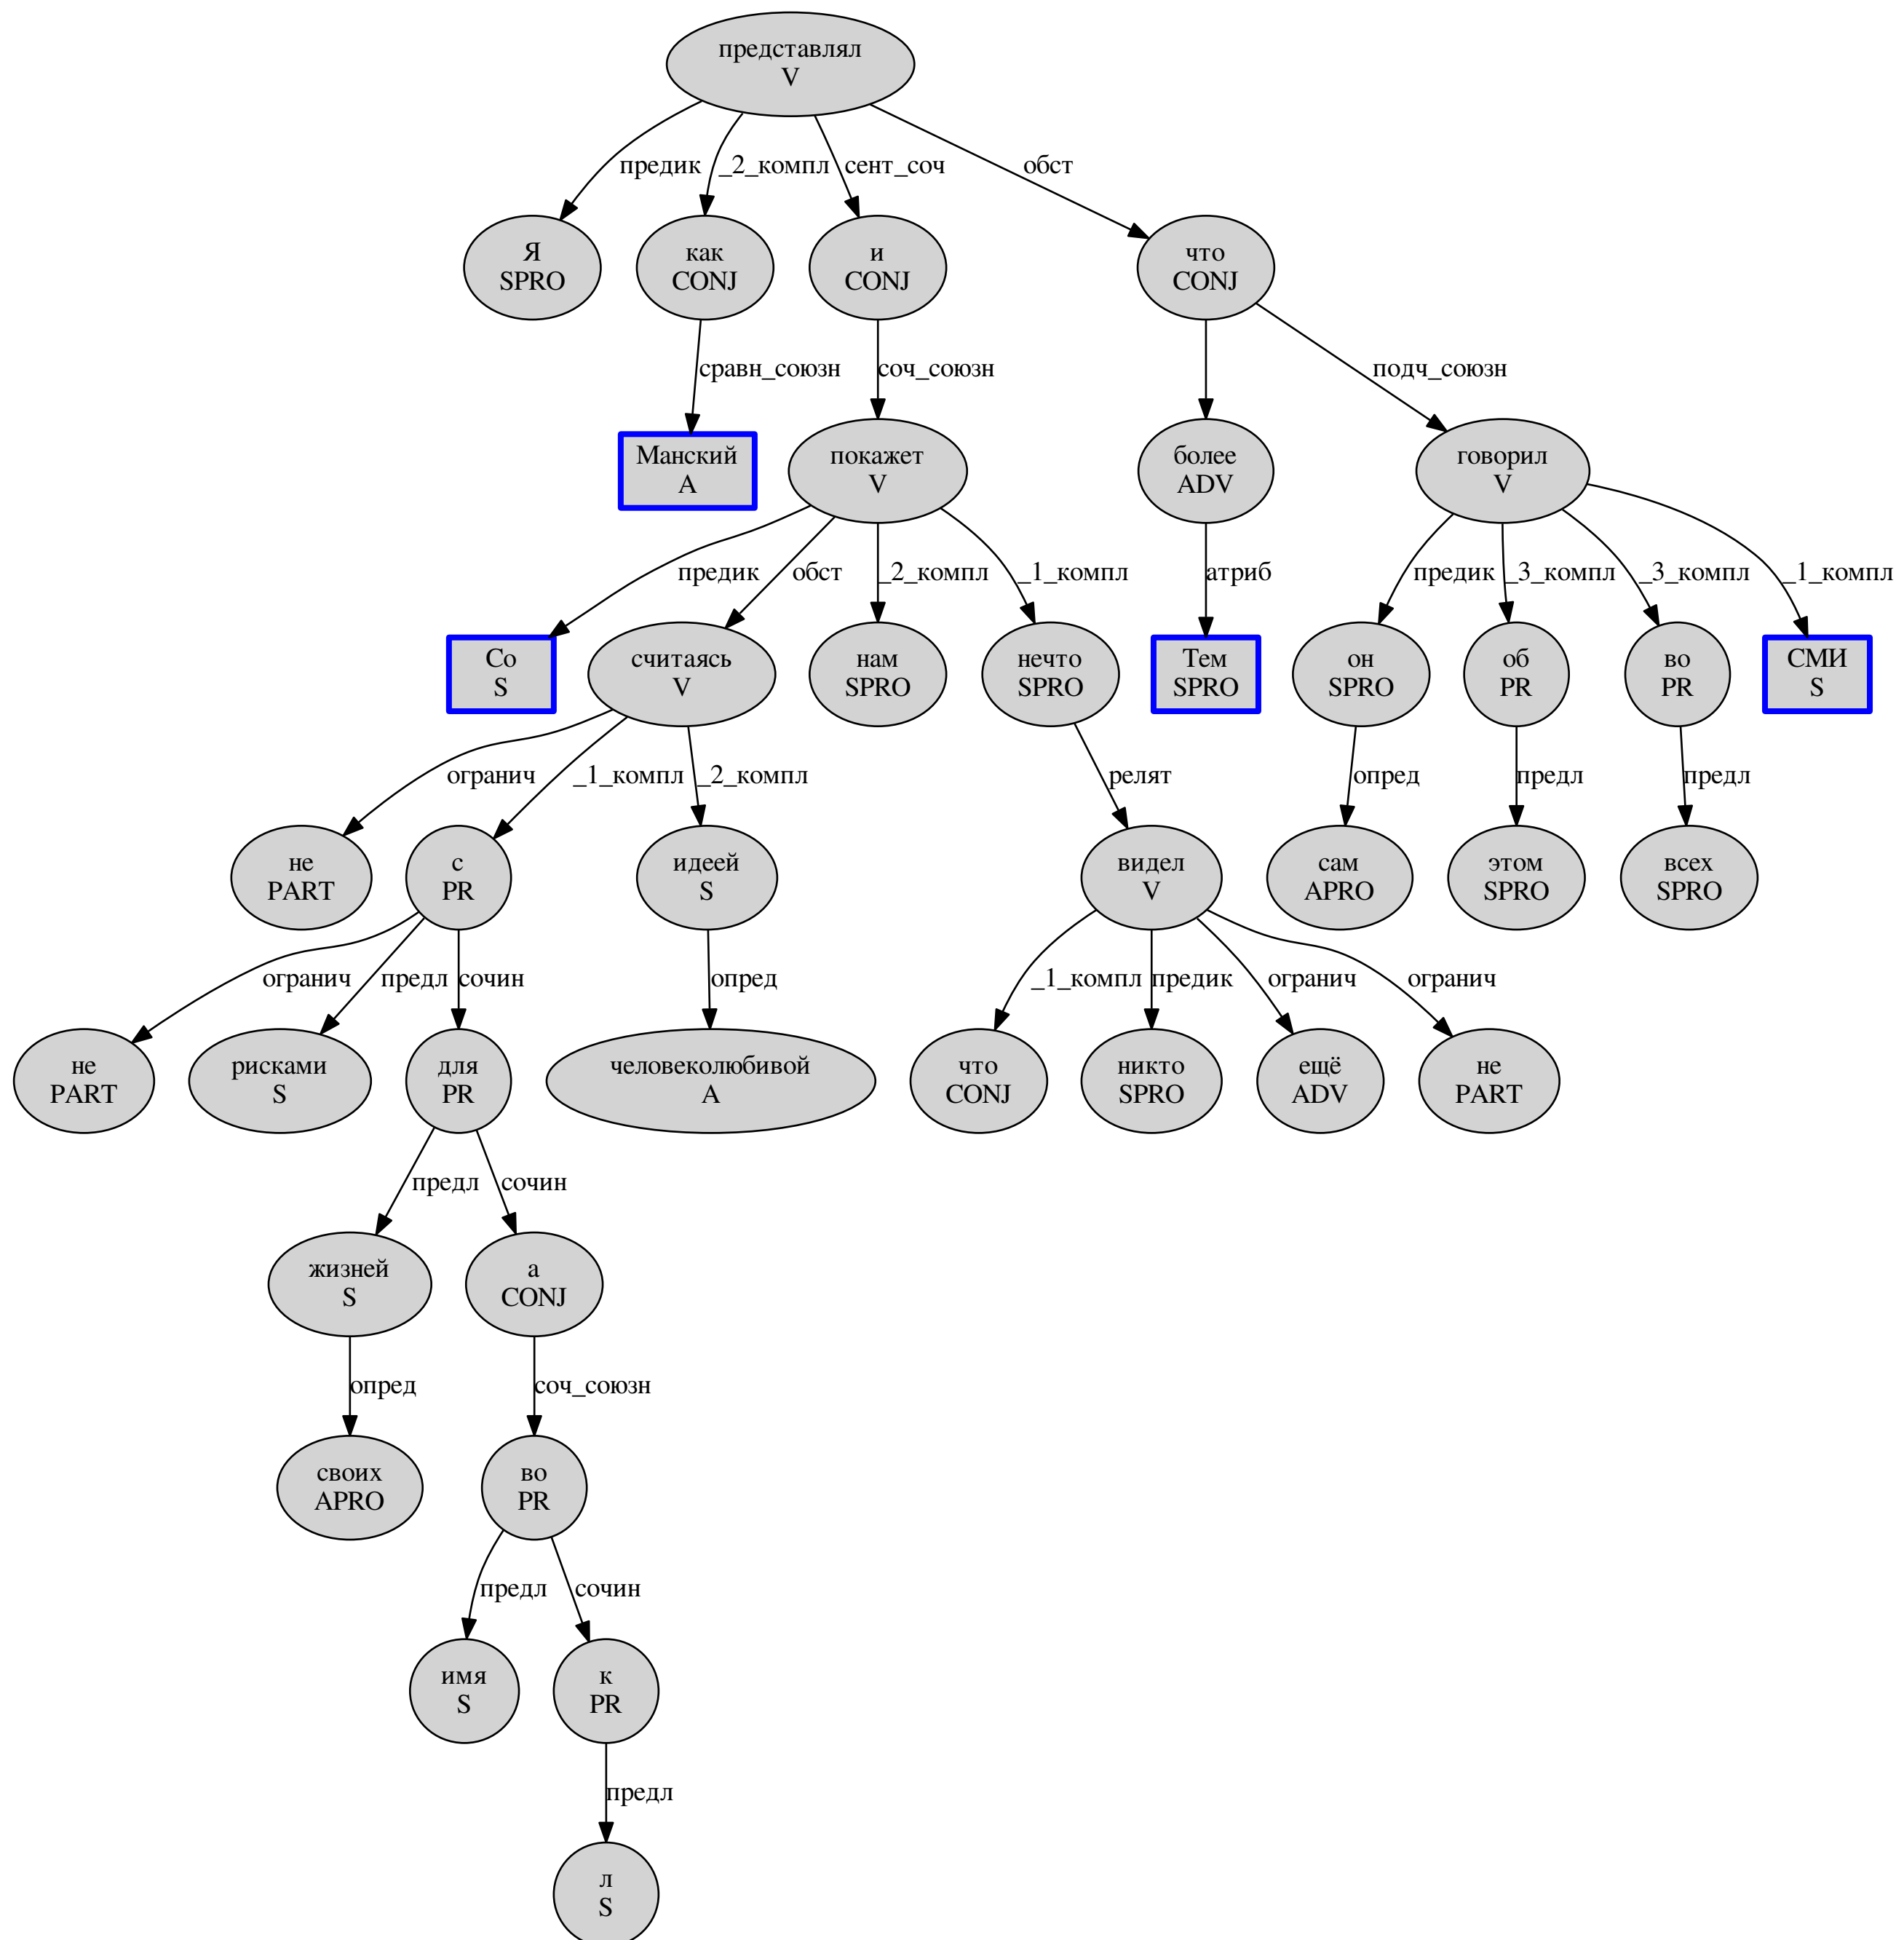 представлял
V
предик
_2_компл
сент_соч
обст
Я
SPRO
как
CONJ
и
CONJ
что
CONJ
сравн_союзн
соч_союзн
подч_союзн
Манский
A
покажет
V
более
ADV
говорил
V
предик
обст
_2_компл
_1_компл
атриб
предик
_3_компл
_3_компл
_1_компл
Со
S
считаясь
V
нам
SPRO
нечто
SPRO
Тем
SPRO
он
SPRO
об
PR
во
PR
СМИ
S
огранич
_1_компл
_2_компл
релят
опред
предл
предл
не
PART
с
PR
идеей
S
видел
V
сам
APRO
этом
SPRO
всех
SPRO
огранич
предл
сочин
опред
_1_компл
предик
огранич
огранич
не
PART
рисками
S
для
PR
человеколюбивой
A
что
CONJ
никто
SPRO
ещё
ADV
не
PART
предл
сочин
жизней
S
а
CONJ
опред
соч_союзн
своих
APRO
во
PR
предл
сочин
имя
S
к
PR
предл
л
S